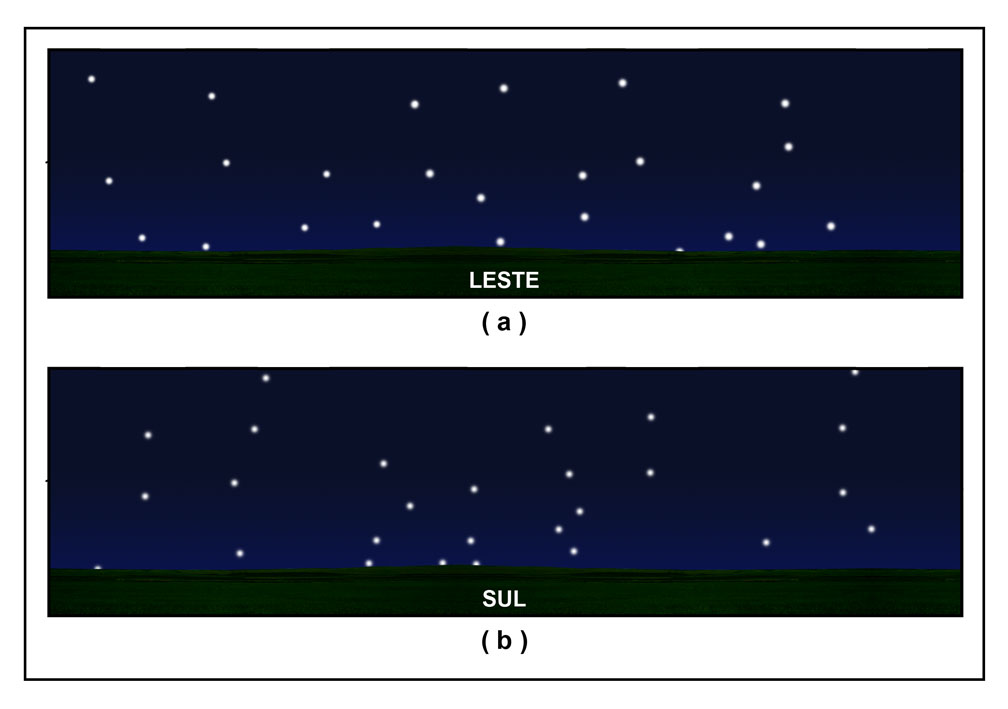 LESTE
( a )
SUL
( b )